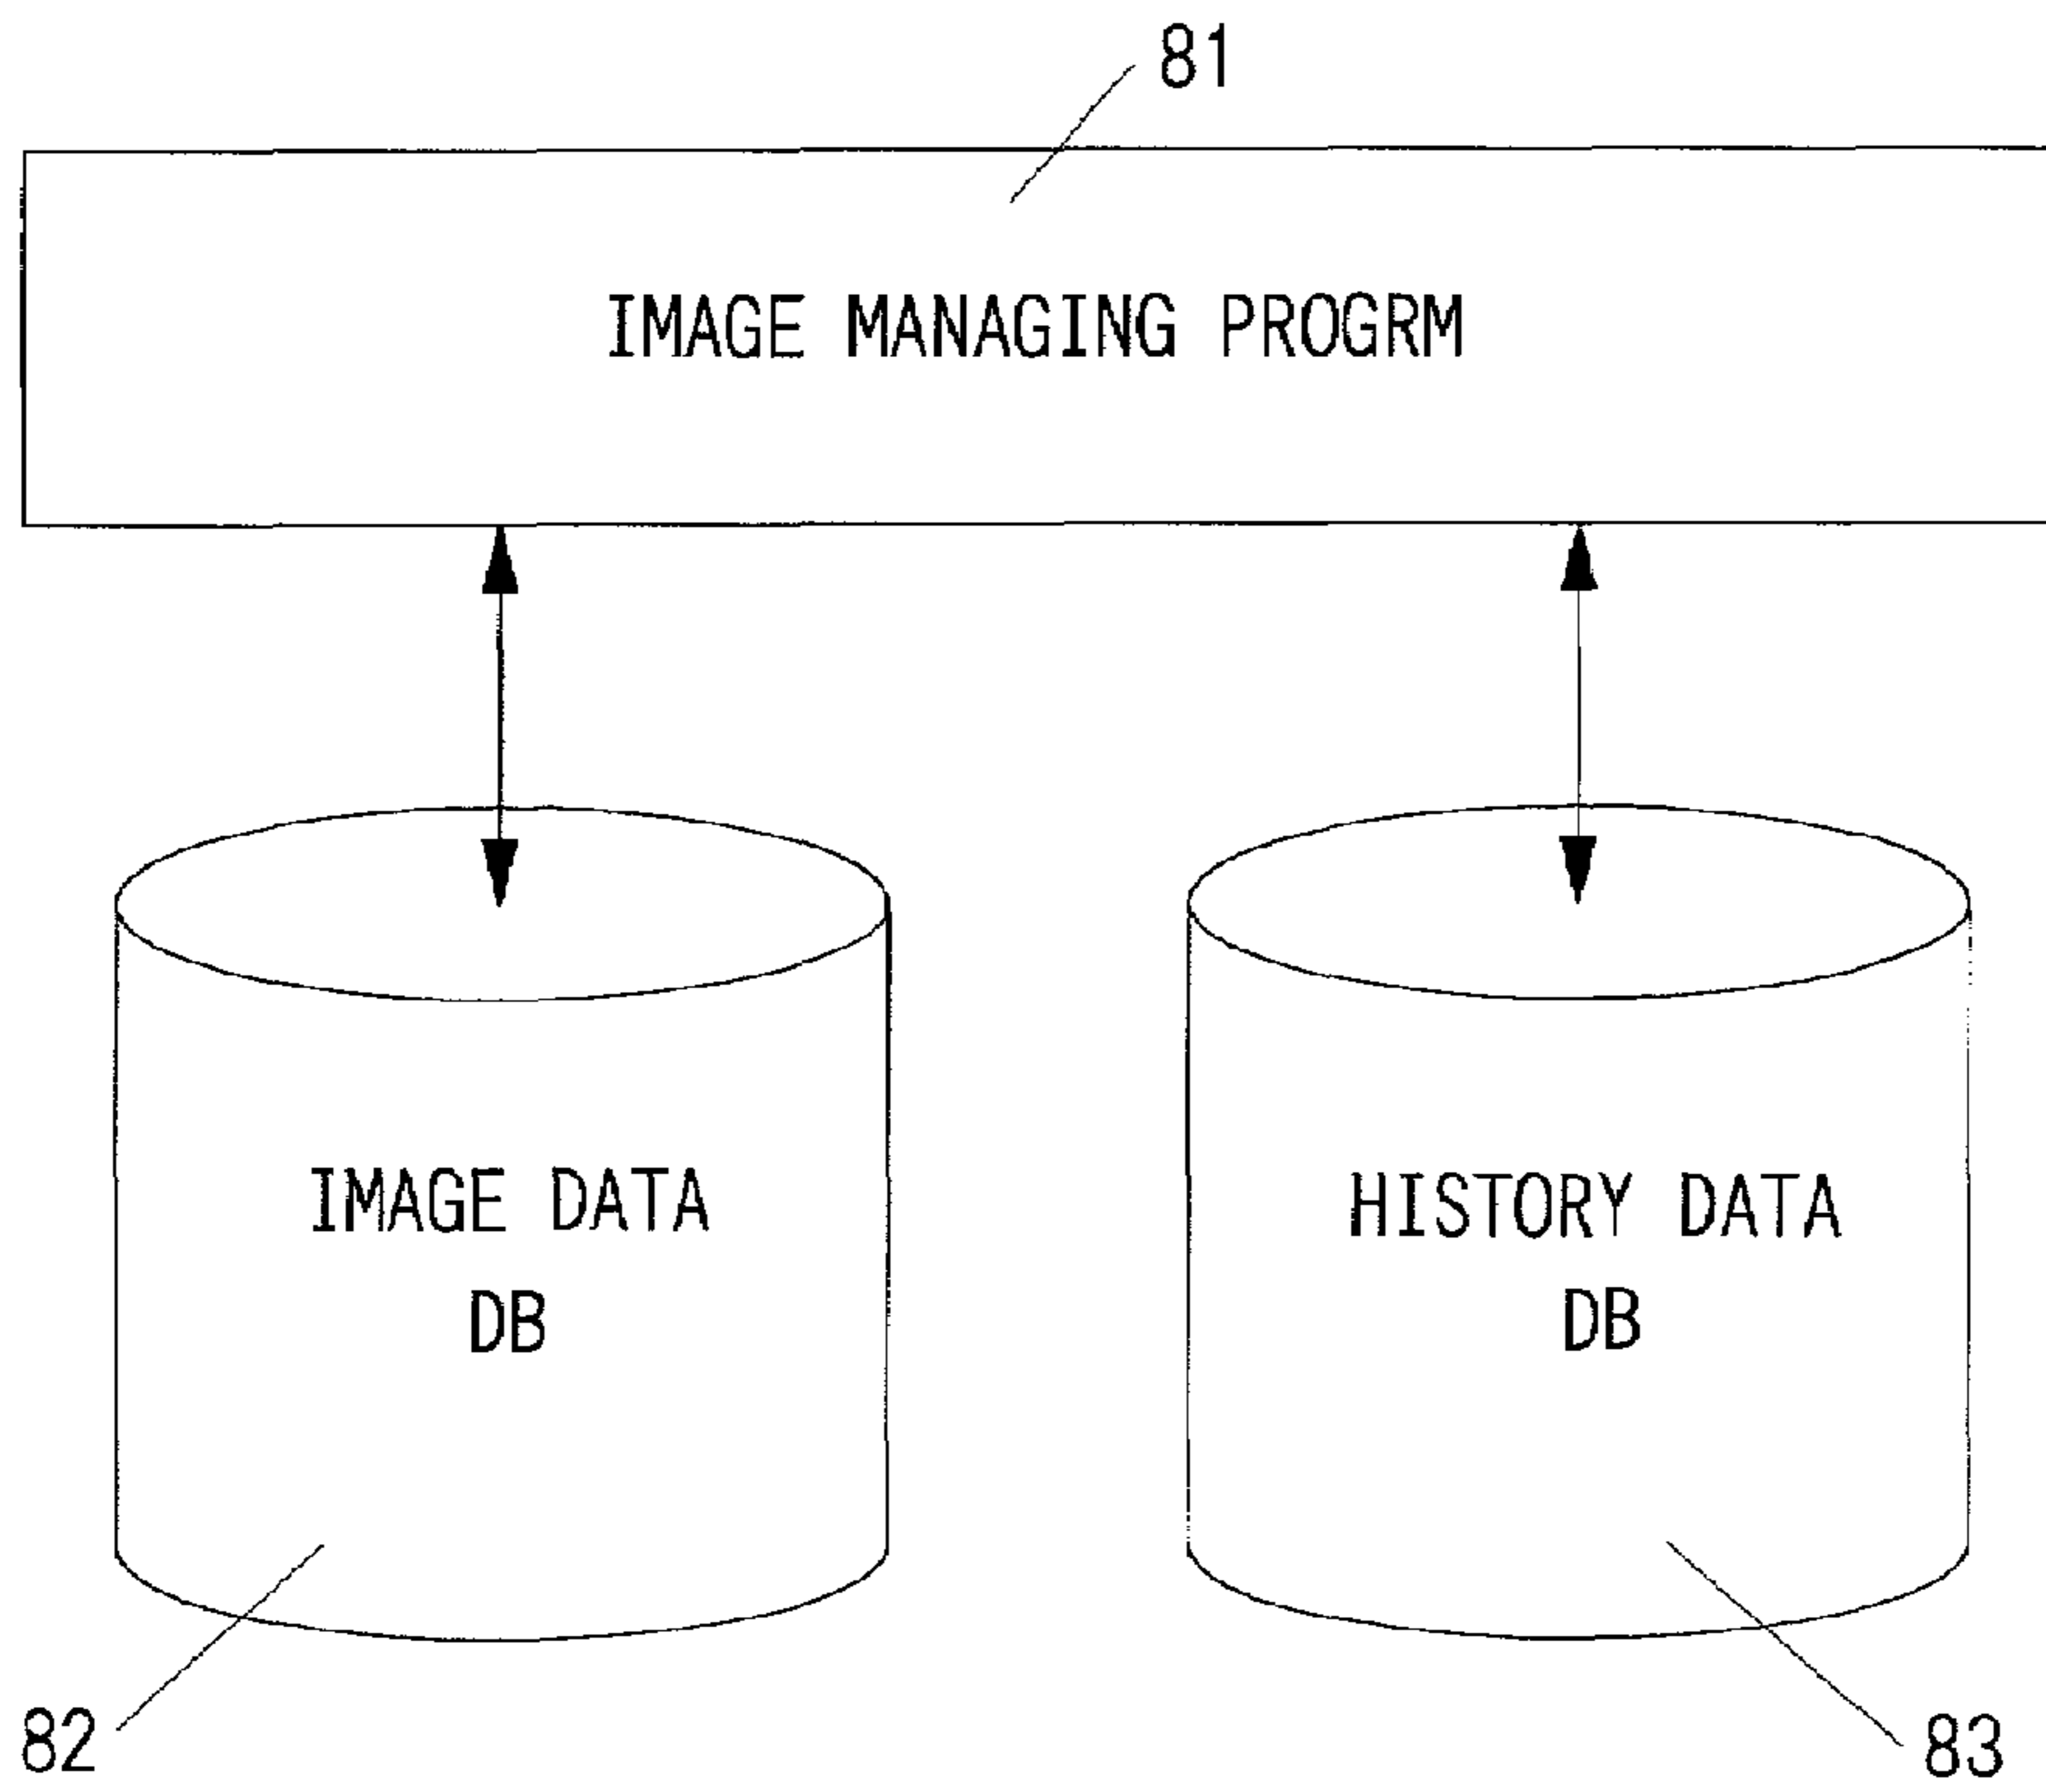 81
IMAGE MANAGING PROGRM
IMAGE DATA
DB
HISTORY DATA
DB
82
83